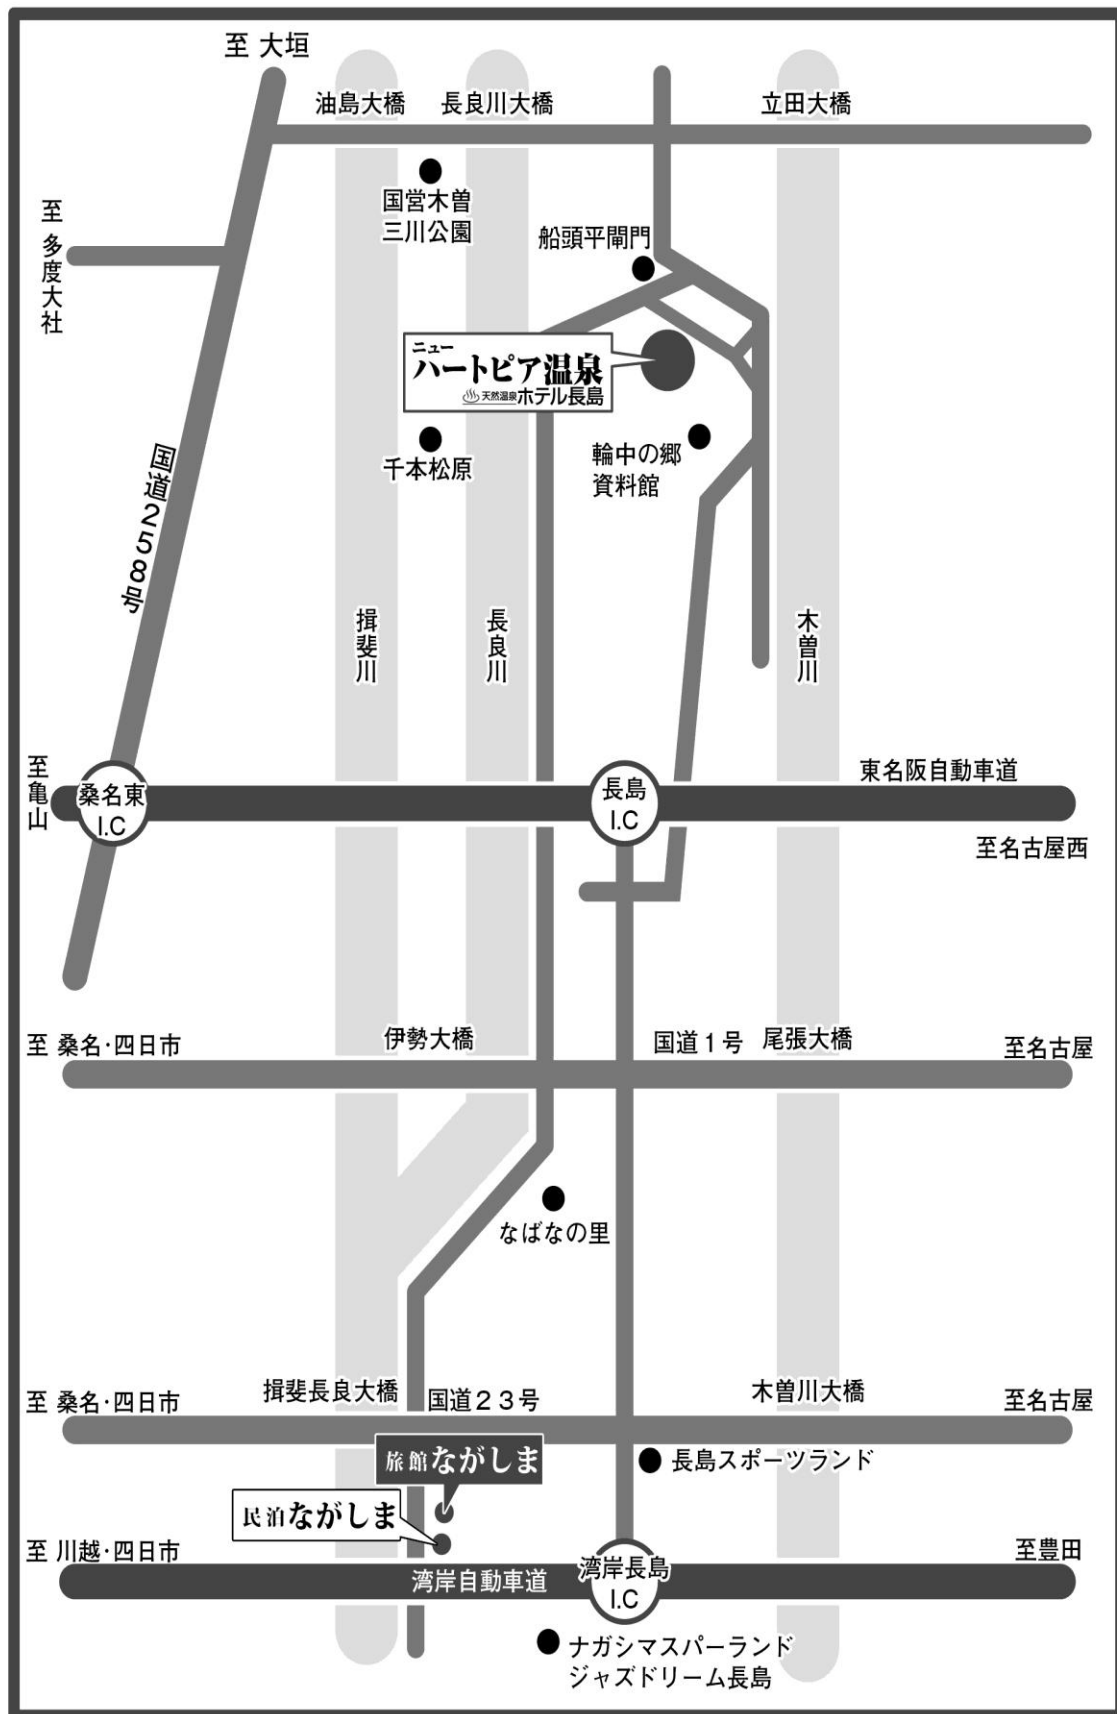 至 大垣
油島大橋
長良川大橋
立田大橋
国営木曽
三川公園
至
多度大社
船頭平閘門
ニュー
ハートピア温泉
天然温泉ホテル長島
千本松原
輪中の郷
資料館
国道258号
揖斐川
長良川
木曽川
至亀山
桑名東
I.C
長島
I.C
東名阪自動車道
至名古屋西
至 桑名・四日市
伊勢大橋
国道1号
尾張大橋
至名古屋
なばなの里
至 桑名・四日市
揖斐長良大橋
国道23号
木曽川大橋
至名古屋
旅館ながしま
長島スポーツランド
民泊ながしま
至 川越・四日市
湾岸自動車道
湾岸長島
I.C
至豊田
ナガシマスパーランド
ジャズドリーム長島